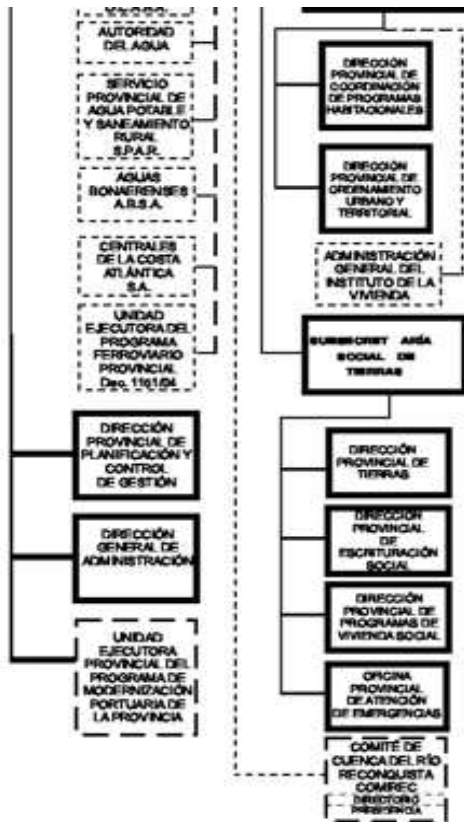 AUTORIDAD
DEL AGUA
SERVICIO
PROVINCIAL DE
AGUA POTABLE
Y SANEAMIENTO
RURAL
S.P.A.R.
AGUAS
BONAERENSES
A.B.S.A.
CENTRALES
DE LA COSTA
ATLÁNTICA
S.A.
UNIDAD
EJECUTORA DEL
PROGRAMA
FERROVIARIO
PROVINCIAL
Dec. 1161/04
DIRECCIÓN
PROVINCIAL DE
PLANIFICACIÓN Y
CONTROL
DE GESTIÓN
DIRECCIÓN
GENERAL DE
ADMINISTRACIÓN
UNIDAD
EJECUTORA
PROVINCIAL DEL
PROGRAMA DE
MODERNIZACIÓN
PORTUARIA DE
LA PROVINCIA
DIRECCIÓN
PROVINCIAL DE
COORDINACIÓN
DE PROGRAMAS
HABITACIONALES
DIRECCIÓN
PROVINCIAL DE
ORDENAMIENTO
URBANO Y
TERRITORIAL
ADMINISTRACIÓN
GENERAL DEL
INSTITUTO DE LA
VIVIENDA
SUBSECRET ARÍA
SOCIAL DE
TIERRAS
DIRECCIÓN
PROVINCIAL DE
TIERRAS
DIRECCIÓN
PROVINCIAL
DE
ESCRITURACIÓN
SOCIAL
DIRECCIÓN
PROVINCIAL DE
PROGRAMAS DE
VIVIENDA SOCIAL
OFICINA
PROVINCIAL
DE ATENCIÓN
DE EMERGENCIAS
COMITÉ DE
CUENCA DEL RÍO
RECONQUISTA
COMIREC
DIRECTORIO
PRESIDENCIA